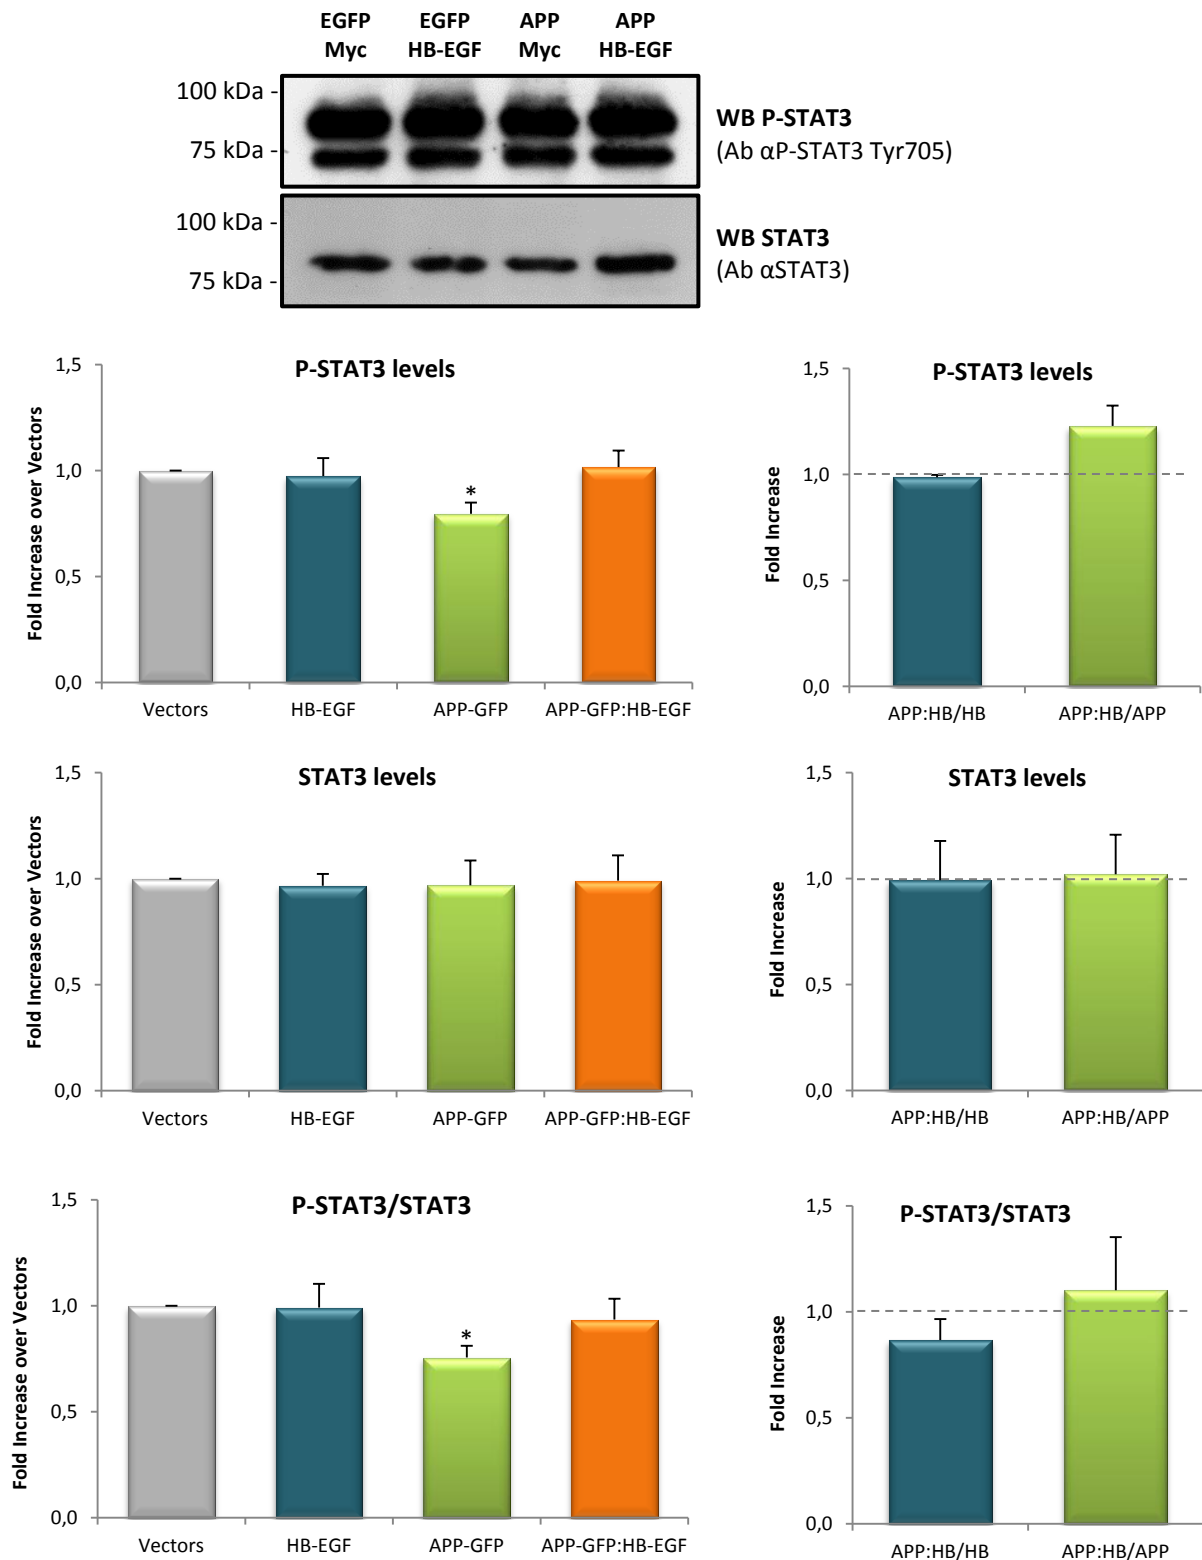 EGFP EGFP APP APP
Myc HB-EGF Myc HB-EGF
100 kDa -
75 kDa -
WB P-STAT3
(Ab αP-STAT3 Tyr705)
100 kDa -
75 kDa -
WB STAT3
(Ab αSTAT3)
P-STAT3 levels
Fold Increase over Vectors
1,5
1,0
0,5
0,0
*
Vectors HB-EGF APP-GFP APP-GFP:HB-EGF
P-STAT3 levels
Fold Increase
1,5
1,0
0,5
0,0
APP:HB/HB APP:HB/APP
STAT3 levels
Fold Increase over Vectors
1,5
1,0
0,5
0,0
Vectors HB-EGF APP-GFP APP-GFP:HB-EGF
STAT3 levels
Fold Increase
1,5
1,0
0,5
0,0
APP:HB/HB APP:HB/APP
P-STAT3/STAT3
Fold Increase over Vectors
1,5
1,0
0,5
0,0
*
Vectors HB-EGF APP-GFP APP-GFP:HB-EGF
P-STAT3/STAT3
Fold Increase
1,5
1,0
0,5
0,0
APP:HB/HB APP:HB/APP